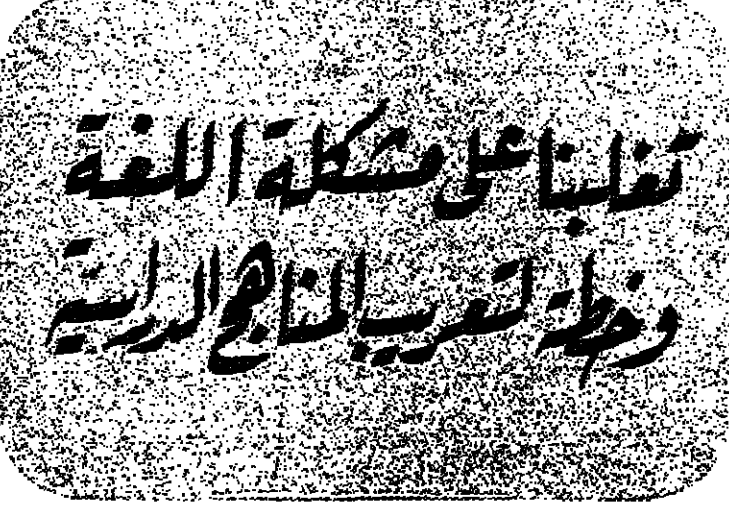 تغلبنا على مشكلة اللغة
وخطة لتعريب المناهج الدراسية